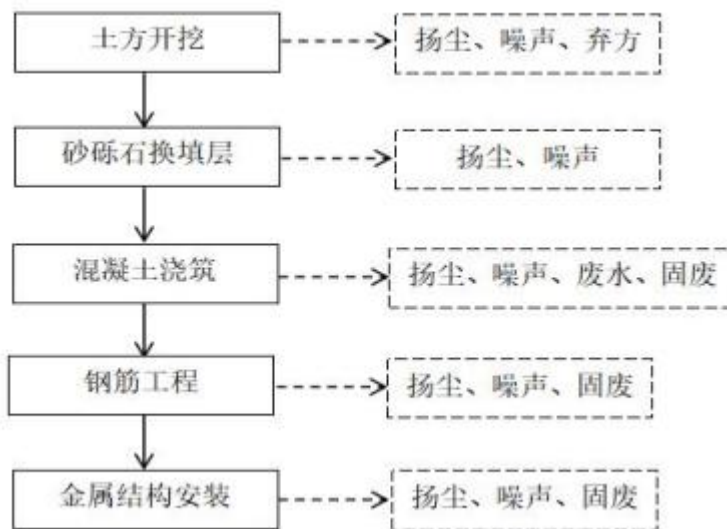 土方开挖
扬尘、噪声、弃方
砂砾石换填层
扬尘、噪声
混凝土浇筑
扬尘、噪声、废水、固废
钢筋工程
扬尘、噪声、固废
金属结构安装
扬尘、噪声、固废